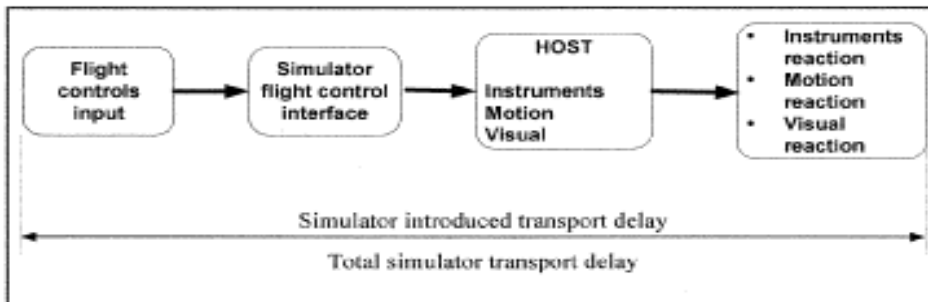 Flight
controls
input
Simulator
flight control
interface
HOST
Instruments
Motion
Visual
• Instruments
reaction
• Motion
reaction
• Visual
reaction
Simulator introduced transport delay
Total simulator transport delay